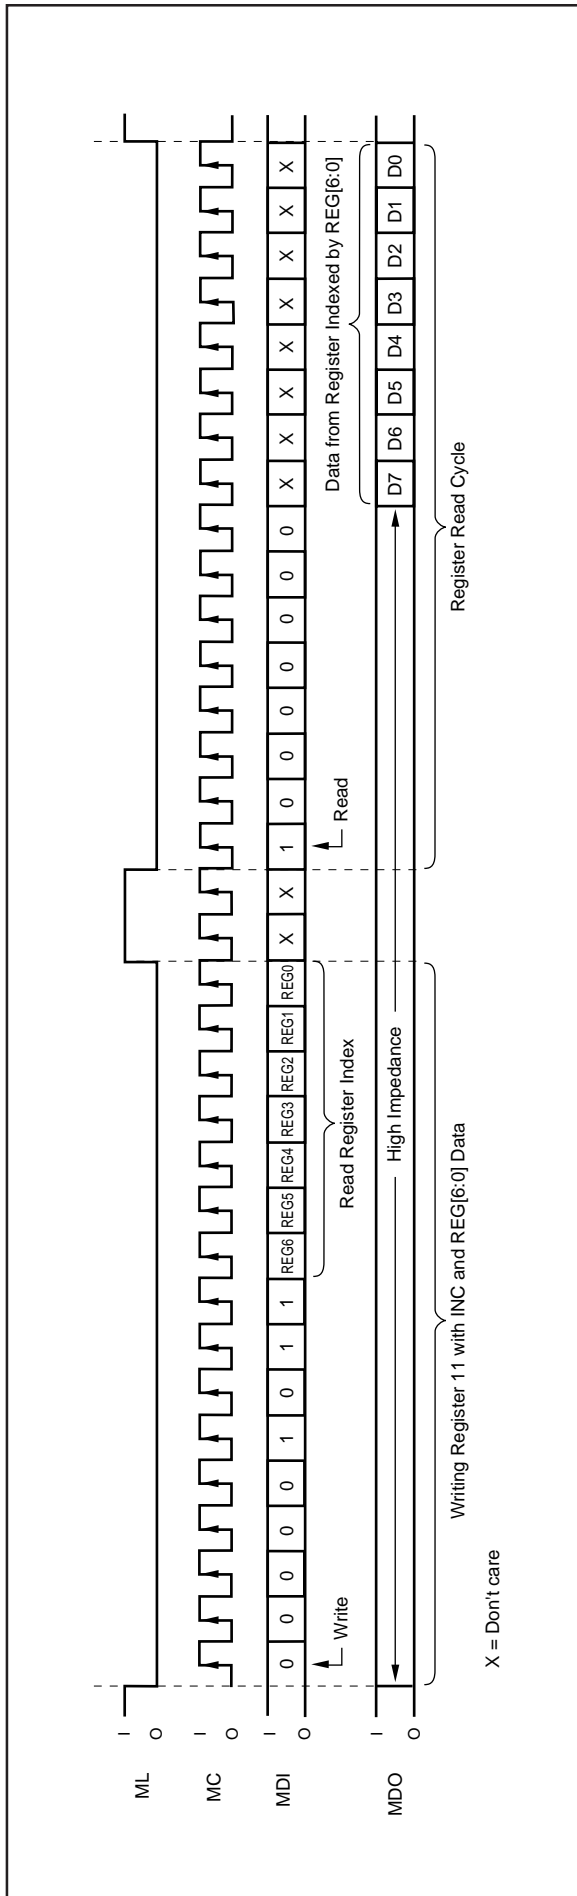 ML I
O
MC I
O
MDI I
O
0 0 0 0 0 1 0 1 1 REG6 REG5 REG4 REG3 REG2 REG1 REG0 X X 1 0 0 0 0 0 0 0 X X X X X X X X
Write
Read Register Index
Read
Data from Register Indexed by REG[6:0]
MDO I
O
High Impedance
D7 D6 D5 D4 D3 D2 D1 D0
Writing Register 11 with INC and REG[6:0] Data
Register Read Cycle
X = Don't care